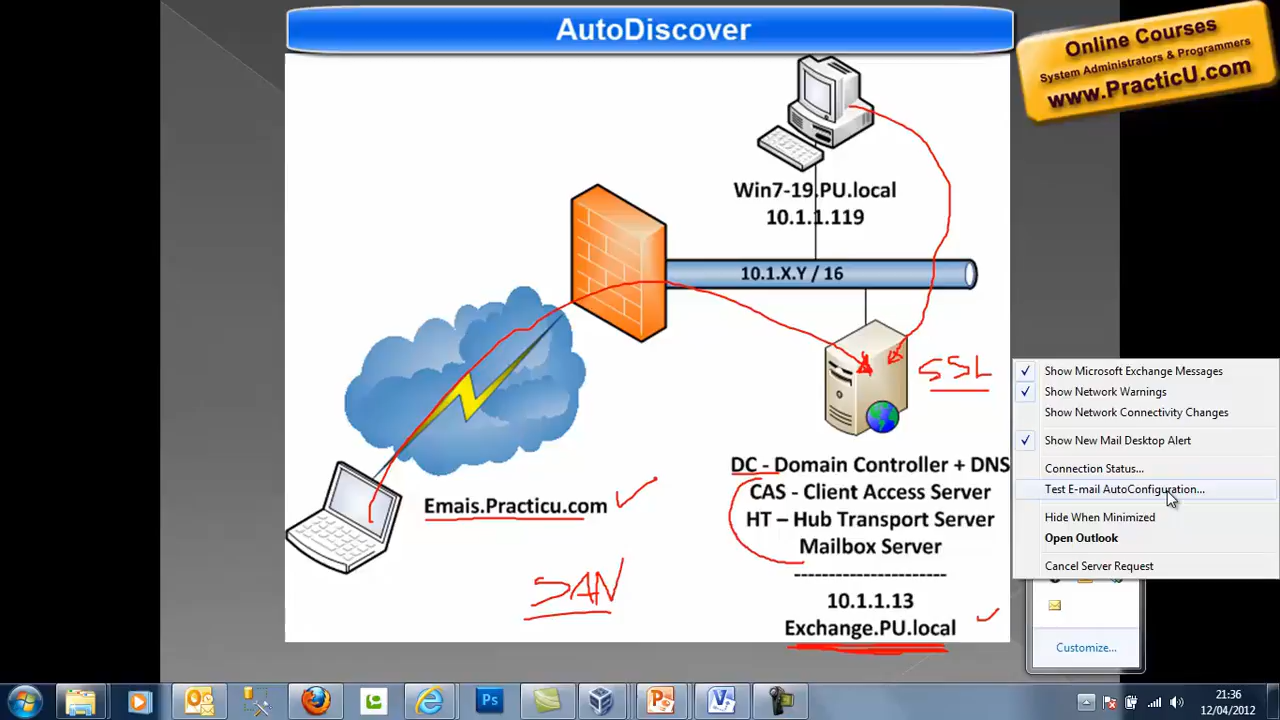 AutoDiscover
Online Courses
System Administrators & Programmers
www.PracticU.com
Win7-19.PU.local
10.1.1.119
10.1.X.Y / 16
SSL
Emais.Practicu.com
SAN
DC - Domain Controller + DNS
CAS - Client Access Server
HT – Hub Transport Server
Mailbox Server
----------------------
10.1.1.13
Exchange.PU.local
Show Microsoft Exchange Messages
Show Network Warnings
Show Network Connectivity Changes
Show New Mail Desktop Alert
Connection Status...
Test E-mail AutoConfiguration...
Hide When Minimized
Open Outlook
Cancel Server Request
Customize...
Ps
21:36
12/04/2012